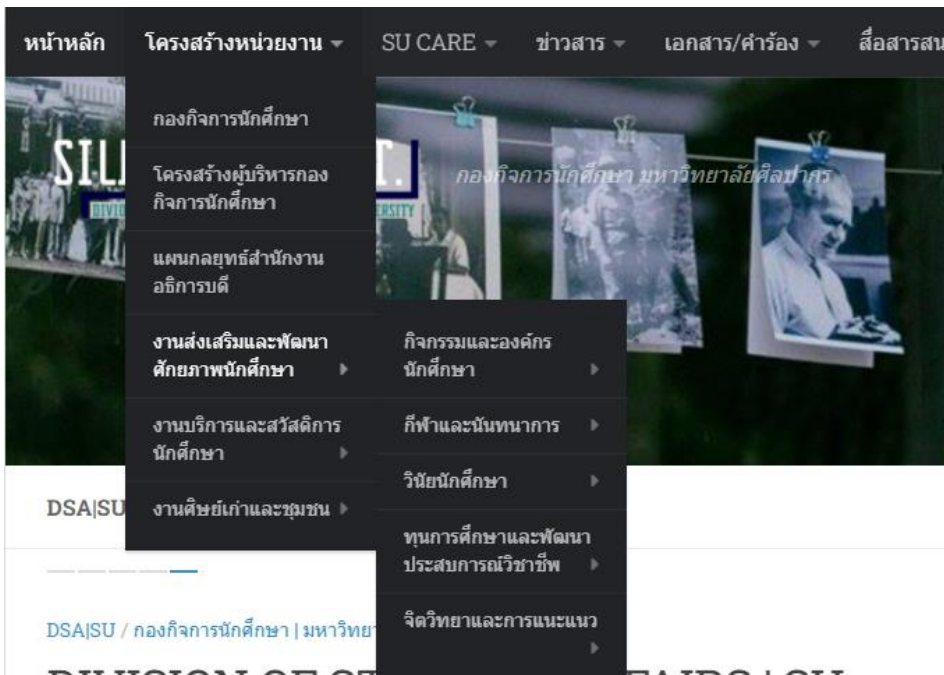 หน้าหลัก
โครงสร้างหน่วยงาน
SU CARE
ข่าวสาร
เอกสาร/คำร้อง
กองกิจการนักศึกษา
โครงสร้างผู้บริหารกอง
กิจการนักศึกษา
แผนกลยุทธ์สำนักงาน
อธิการบดี
งานส่งเสริมและพัฒนา
ศักยภาพนักศึกษา
งานบริการและสวัสดิการ
นักศึกษา
งานศิษย์เก่าและชุมชน
กิจกรรมและองค์กร
นักศึกษา
กีฬาและนันทนาการ
วินัยนักศึกษา
ทุนการศึกษาและพัฒนา
ประสบการณ์วิชาชีพ
จิตวิทยาและการแนะแนว
กองกิจการนักศึกษา มหาวิทยาลัยศิลปากร
DSA|SU
DSA|SU / กองกิจการนักศึกษา |